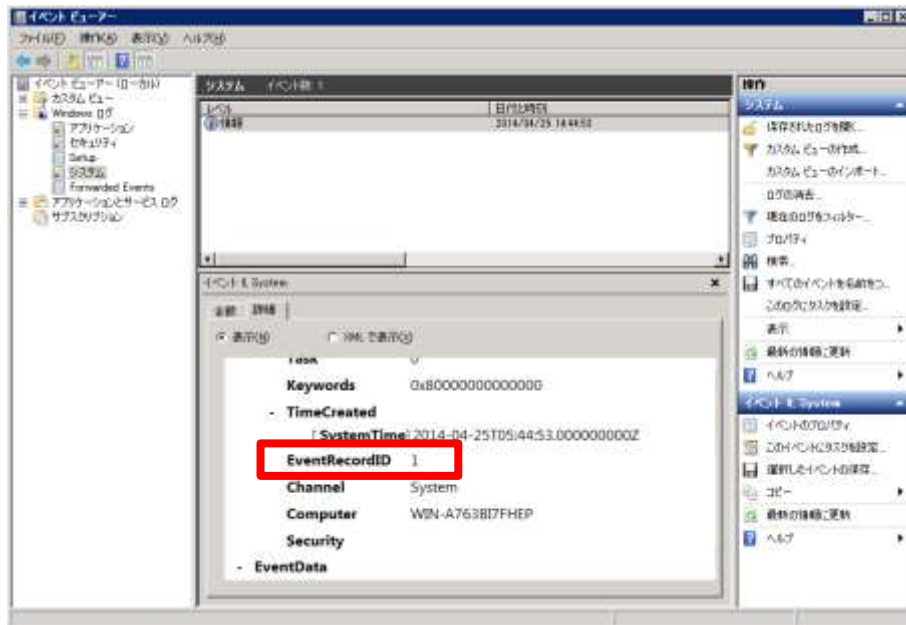 イベント ビューアー
ファイル(F) 操作(A) 表示(V) ヘルプ(H)
イベント ビューアー (ローカル)
カスタム ビュー
Windows ログ
アプリケーション
セキュリティ
Setup
システム
Forwarded Events
アプリケーションとサービス ログ
サブスクリプション
システム イベント数: 1
レベル 日付と時刻
情報 2014/04/25 14:44:53
イベント 6, System
全般 詳細
表示(N) XML で表示(X)
Task 0
Keywords 0x80000000000000
- TimeCreated
[ SystemTime] 2014-04-25T05:44:53.000000000Z
EventRecordID 1
Channel System
Computer WIN-A763BI7FHEP
Security
- EventData
操作
システム
保存されたログを開く...
カスタム ビューの作成...
カスタム ビューのインポート...
ログの消去...
現在のログをフィルター...
プロパティ
検索...
すべてのイベントを名前をつ...
このログにタスクを設定...
表示
最新の情報に更新
ヘルプ
イベント 6, System
イベントのプロパティ
このイベントにタスクを設定...
選択したイベントの保存...
コピー
最新の情報に更新
ヘルプ